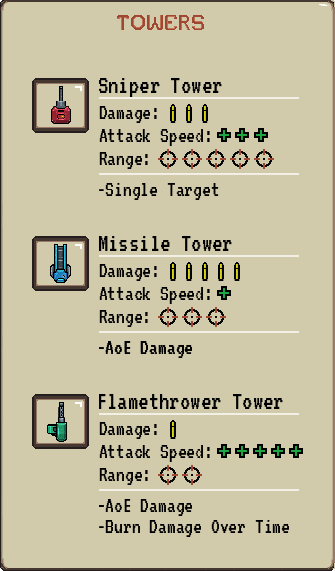 TOWERS
Sniper Tower
Damage:
Attack Speed:
Range:
-Single Target
Missile Tower
Damage:
Attack Speed:
Range:
-AoE Damage
Flamethrower Tower
Damage:
Attack Speed:
Range:
-AoE Damage
-Burn Damage Over Time